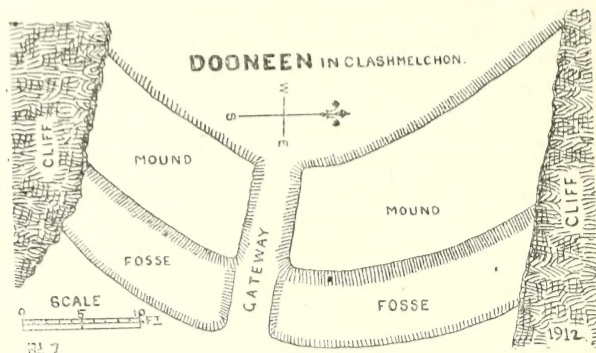 DOONEEN IN CLASHMELCHON.
W
S
E
CLIFF
MOUND
MOUND
CLIFF
GATEWAY
FOSSE
FOSSE
SCALE
0 5 10 FT
1912.